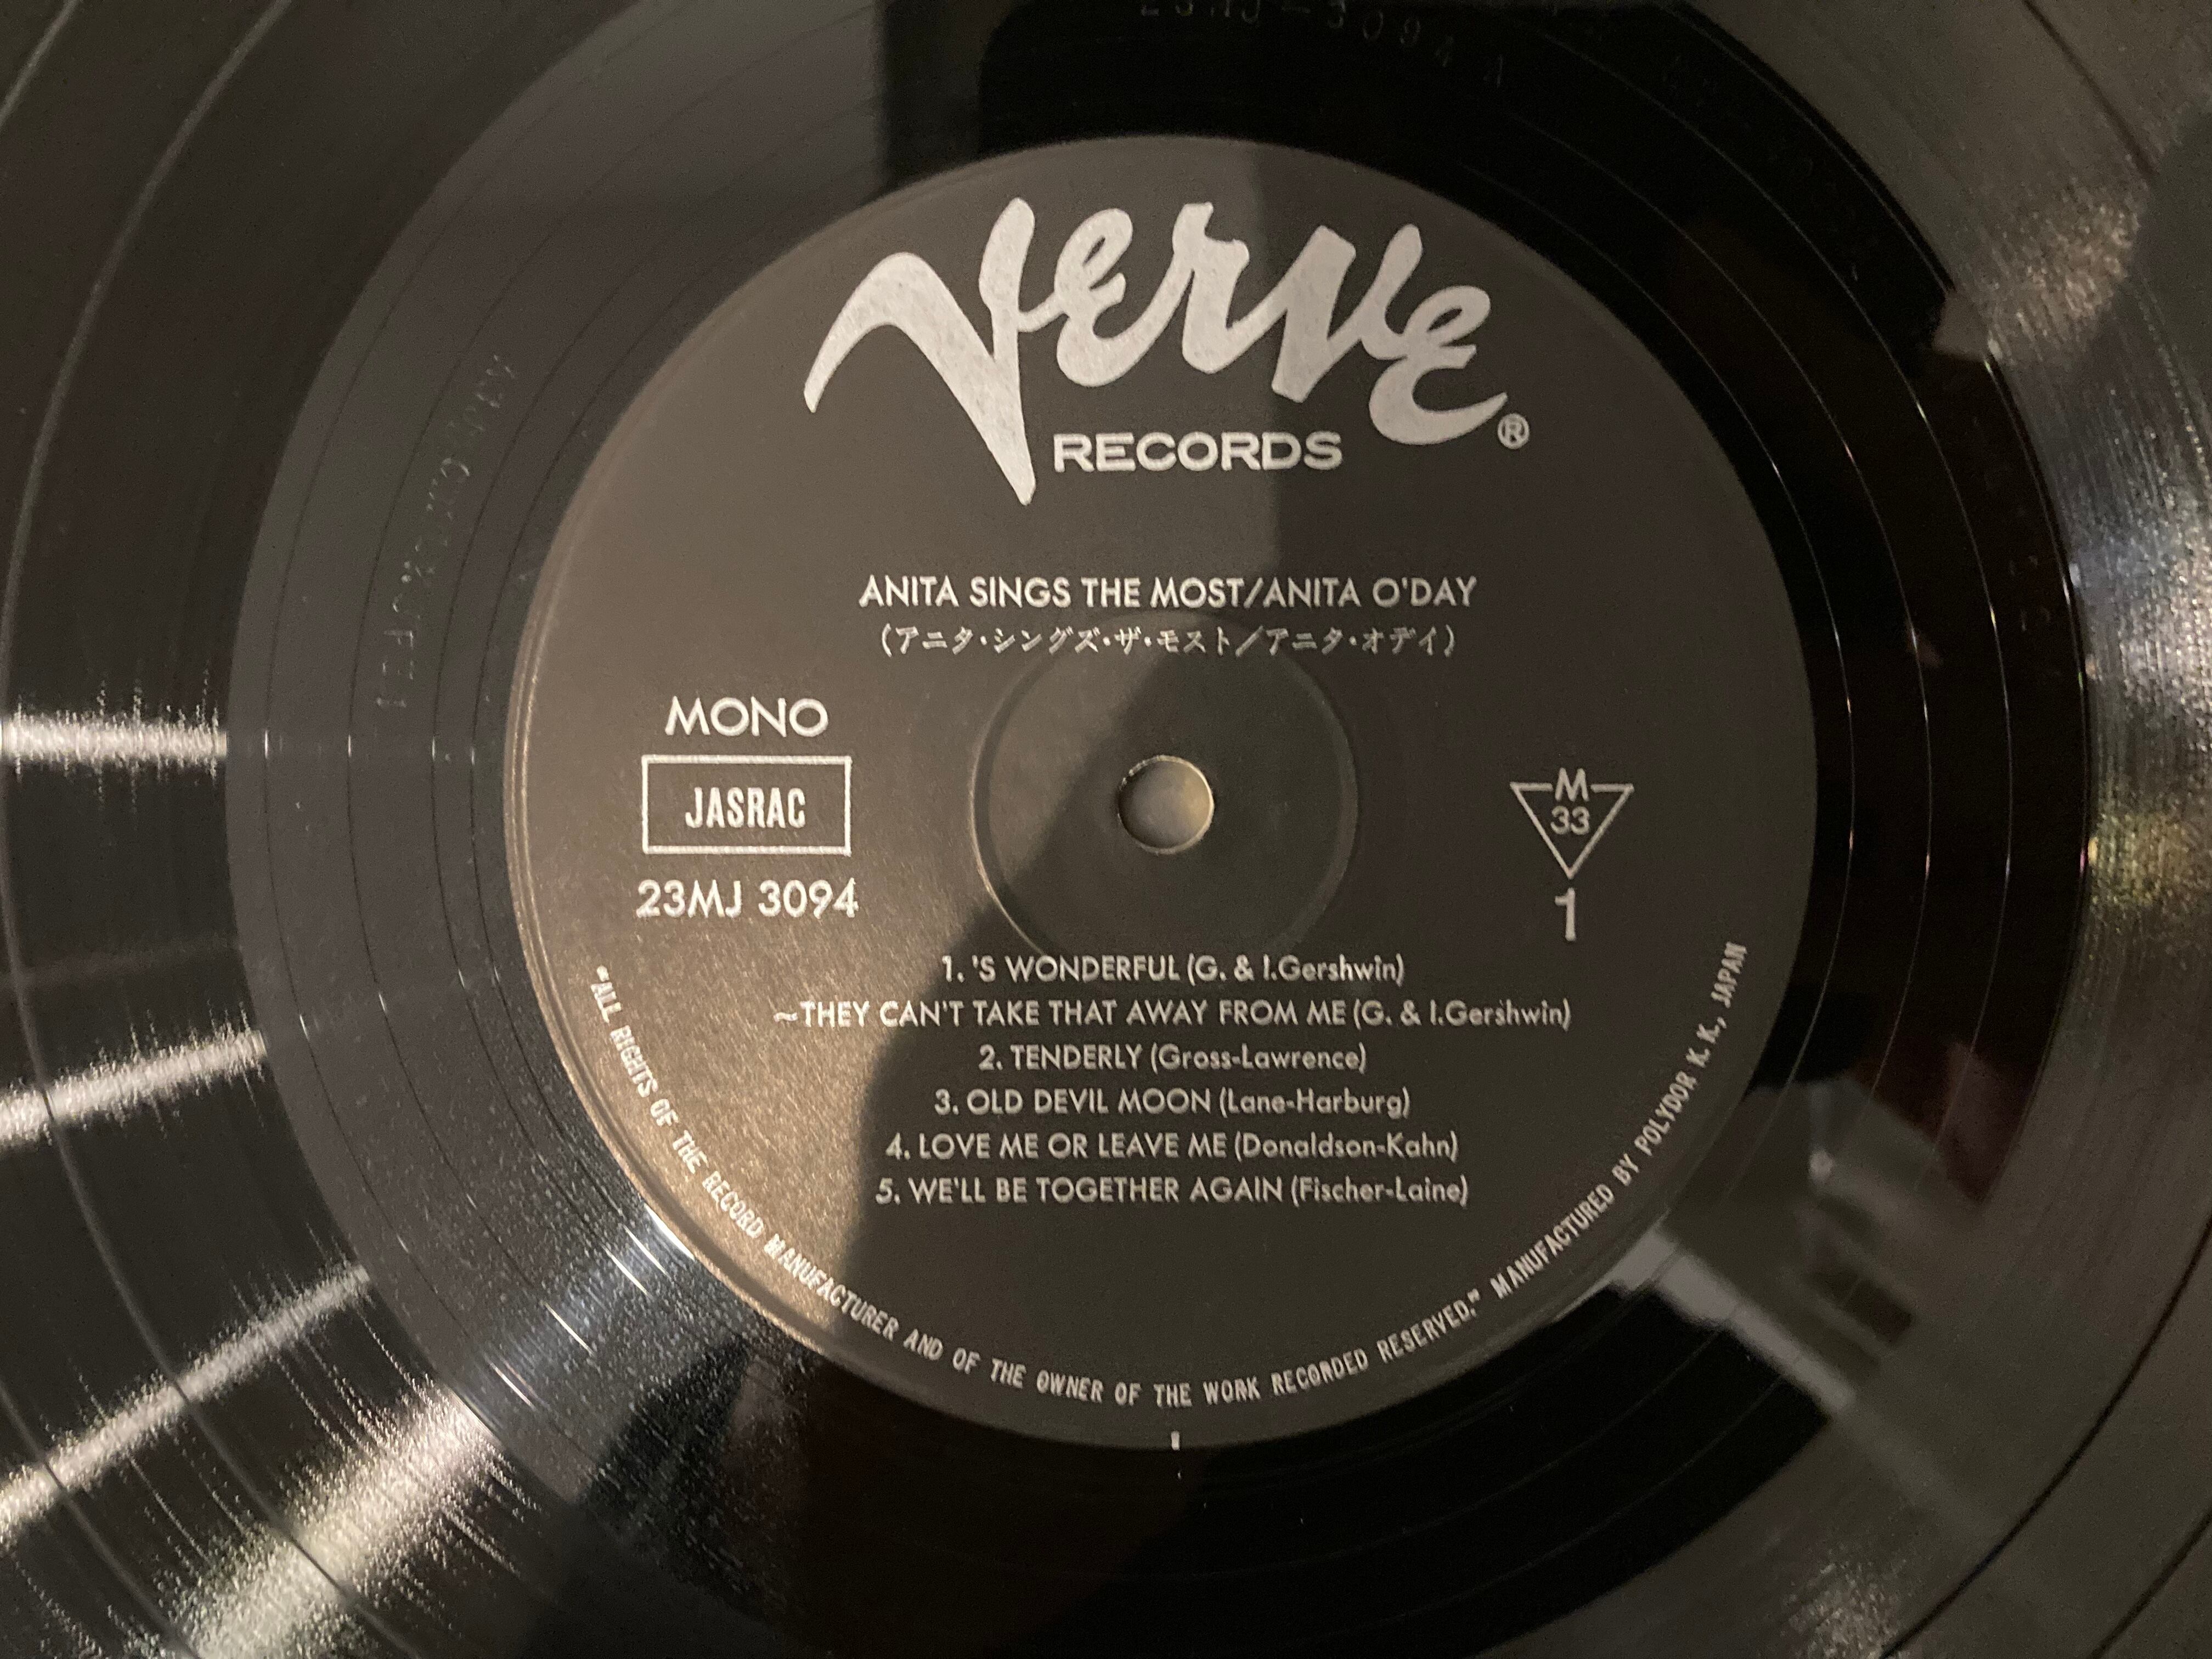 Verve
RECORDS
®
ANITA SINGS THE MOST/ANITA O'DAY
(アニタ・シングズ・ザ・モスト/アニタ・オデイ)
MONO
JASRAC
23MJ 3094
M
33
1
1. 'S WONDERFUL (G. & I.Gershwin)
~THEY CAN'T TAKE THAT AWAY FROM ME (G. & I.Gershwin)
2. TENDERLY (Gross-Lawrence)
3. OLD DEVIL MOON (Lane-Harburg)
4. LOVE ME OR LEAVE ME (Donaldson-Kahn)
5. WE'LL BE TOGETHER AGAIN (Fischer-Laine)
"ALL RIGHTS OF THE RECORD MANUFACTURER AND OF THE OWNER OF THE WORK RECORDED RESERVED." MANUFACTURED BY POLYDOR K. K., JAPAN